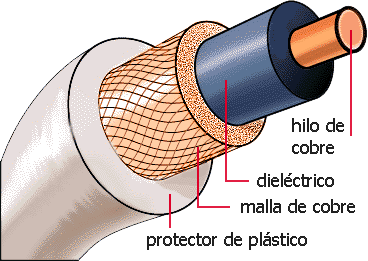 hilo de
cobre
dieléctrico
malla de cobre
protector de plástico